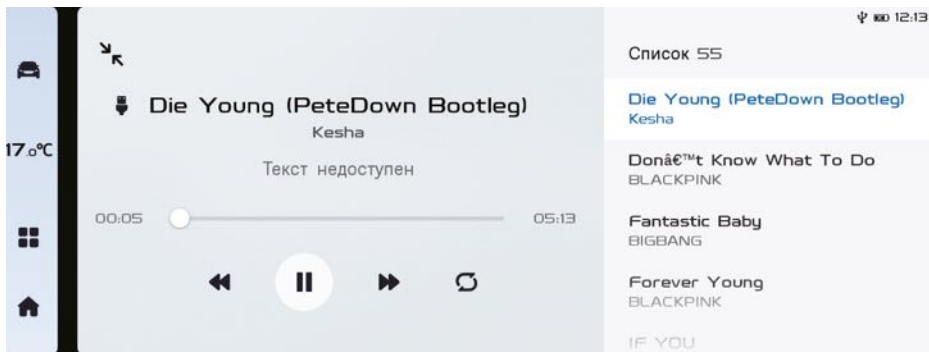 12:13
Список 55
17.0°C
Die Young (PeteDown Bootleg)
Kesha
Текст недоступен
00:05
05:13
Die Young (PeteDown Bootleg)
Kesha
Donâ€™t Know What To Do
BLACKPINK
Fantastic Baby
BIGBANG
Forever Young
BLACKPINK
IF YOU